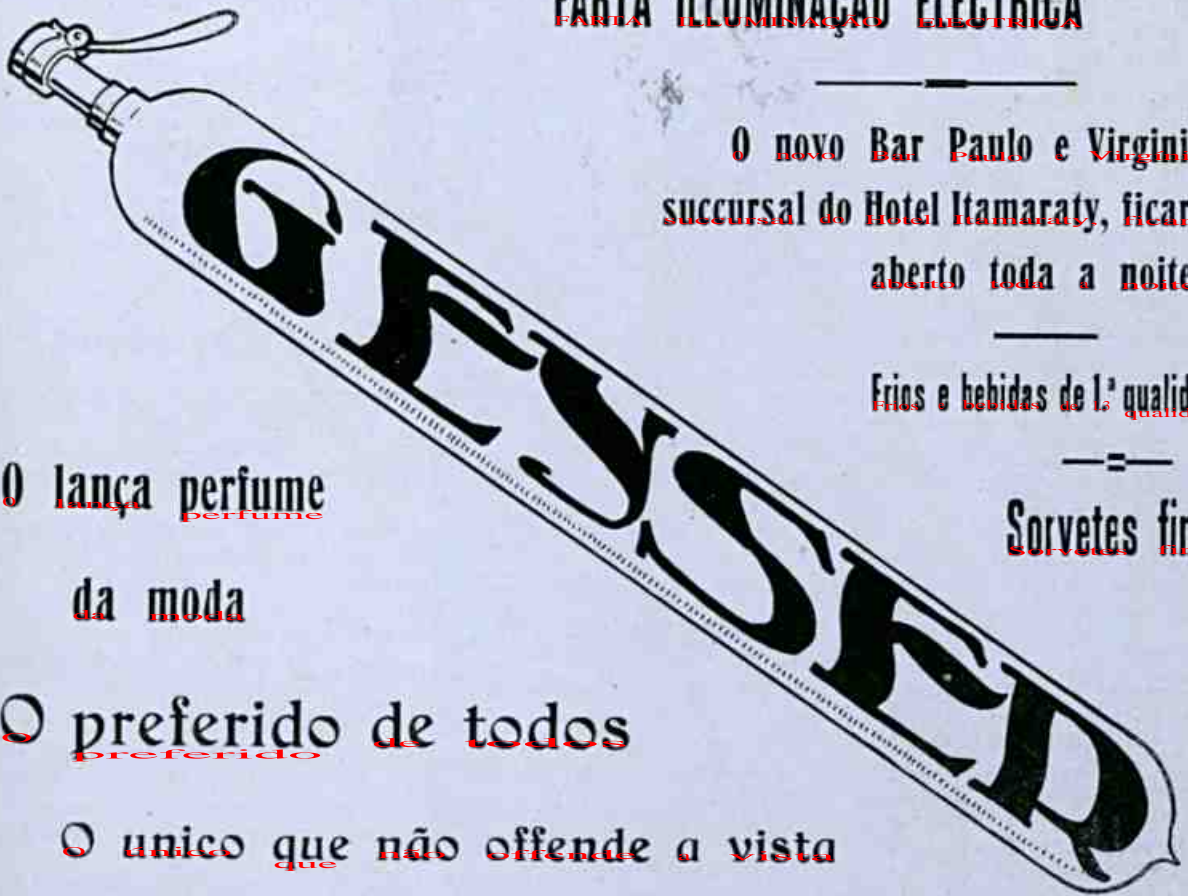 FARTA ILLUMINAÇÃO ELECTRICA
O novo Bar Paulo e Virgini
succursal do Hotel Itamaraty, ficar
aberto toda a noite
Frios e bebidas de 1.ª qualid
Sorvetes fin
GEYSER
O lança perfume
da moda
O preferido de todos
O unico que não offende a vista